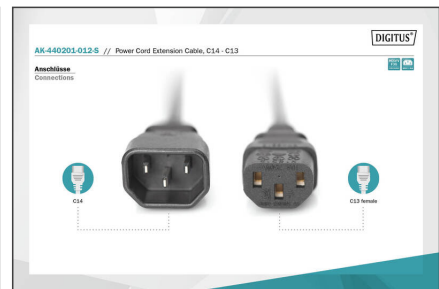 DIGITUS®
AK-440201-012-S // Power Cord Extension Cable, C14 - C13
Anschlüsse
Connections
C14
C13 female